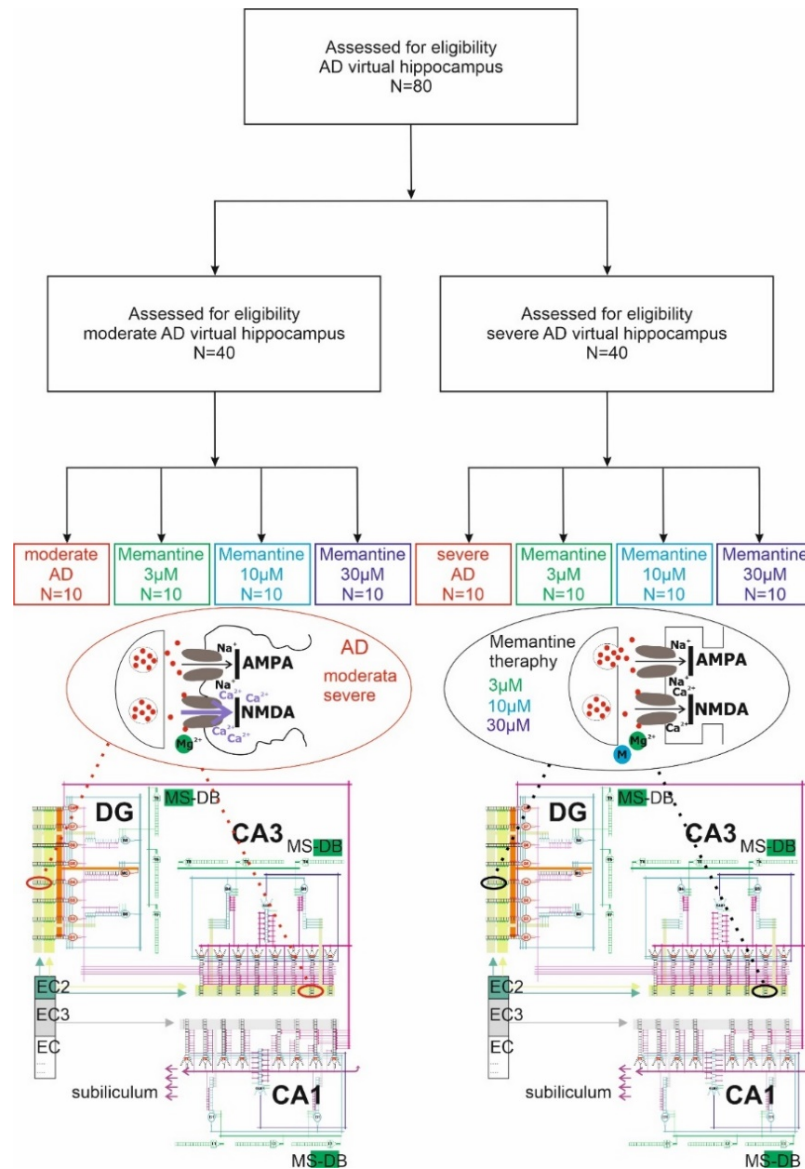 Assessed for eligibility
AD virtual hippocampus
N=80
Assessed for eligibility
moderate AD virtual hippocampus
N=40
Assessed for eligibility
severe AD virtual hippocampus
N=40
moderate
AD
N=10
Memantine
3µM
N=10
Memantine
10µM
N=10
Memantine
30µM
N=10
severe
AD
N=10
Memantine
3µM
N=10
Memantine
10µM
N=10
Memantine
30µM
N=10
Na⁺
AMPA
Na⁺
Ca²⁺
Ca²⁺
NMDA
Ca²⁺
Ca²⁺
Mg²⁺
AD
moderata
severe
Memantine
theraphy
3µM
10µM
30µM
Na⁺
AMPA
Na⁺
Ca²⁺
NMDA
Ca²⁺
Mg²⁺
M
DG
MS-DB
CA3
MS-DB
EC2
EC3
EC
subiliculum
CA1
MS-DB
DG
MS-DB
CA3
MS-DB
EC2
EC3
EC
subiliculum
CA1
MS-DB